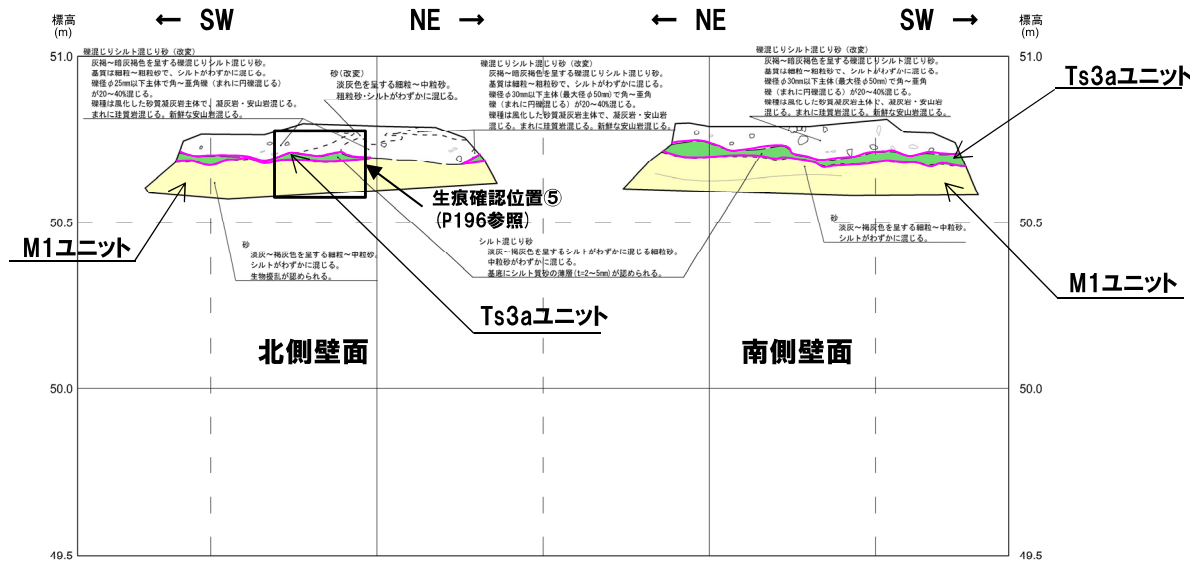 標高
(m)
← SW
NE →
← NE
SW →
標高
(m)
51.0
51.0
50.5
50.5
50.0
50.0
49.5
49.5
礫混じりシルト混じり砂（改変）
灰褐～暗灰褐色を呈する礫混じりシルト混じり砂。
基質は細粒～粗粒砂で、シルトがわずかに混じる。
礫径φ25mm以下主体で角～亜角礫（まれに円礫混じる）
が20～40%混じる。
礫種は風化した砂質凝灰岩主体で、凝灰岩・安山岩混じる。
まれに珪質岩混じる。新鮮な安山岩混じる。
砂（改変）
淡灰色を呈する細粒～中粒砂。
粗粒砂・シルトがわずかに混じる。
礫混じりシルト混じり砂（改変）
灰褐～暗灰褐色を呈する礫混じりシルト混じり砂。
基質は細粒～粗粒砂で、シルトがわずかに混じる。
礫径φ30mm以下主体（最大径φ50mm）で角～亜角
礫（まれに円礫混じる）が20～40%混じる。
礫種は風化した砂質凝灰岩主体で、凝灰岩・安山岩
混じる。まれに珪質岩混じる。新鮮な安山岩混じる。
礫混じりシルト混じり砂（改変）
灰褐～暗灰褐色を呈する礫混じりシルト混じり砂。
基質は細粒～粗粒砂で、シルトがわずかに混じる。
礫径φ30mm以下主体(最大径φ50mm)で角～亜角
礫（まれに円礫混じる）が20～40%混じる。
礫種は風化した砂質凝灰岩主体で、凝灰岩・安山岩
混じる。まれに珪質岩混じる。新鮮な安山岩混じる。
Ts3aユニット
生痕確認位置⑤
(P196参照)
M1ユニット
砂
淡灰～褐灰色を呈する細粒～中粒砂。
シルトがわずかに混じる。
生物擾乱が認められる。
シルト混じり砂
淡灰～褐灰色を呈するシルトがわずかに混じる細粒砂。
中粒砂がわずかに混じる。
基底にシルト質砂の薄層(t=2～5mm)が認められる。
砂
淡灰～褐灰色を呈する細粒～中粒砂。
シルトがわずかに混じる。
M1ユニット
Ts3aユニット
北側壁面
南側壁面